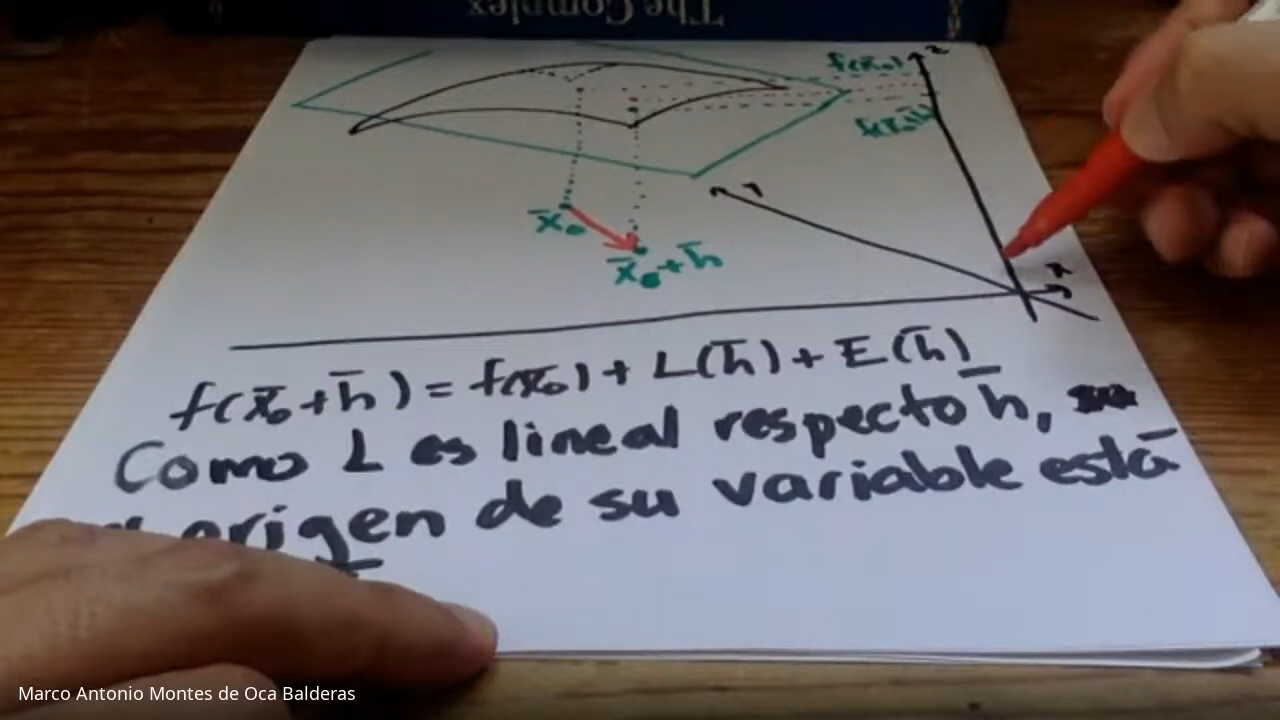 The Complex
f(x̄₀)
z
y
x
x̄₀
x̄₀+h̄
f(x̄₀+h̄) = f(x̄₀) + L(h̄) + E(h̄)
Como L es lineal respecto h̄,
origen de su variable está
Marco Antonio Montes de Oca Balderas